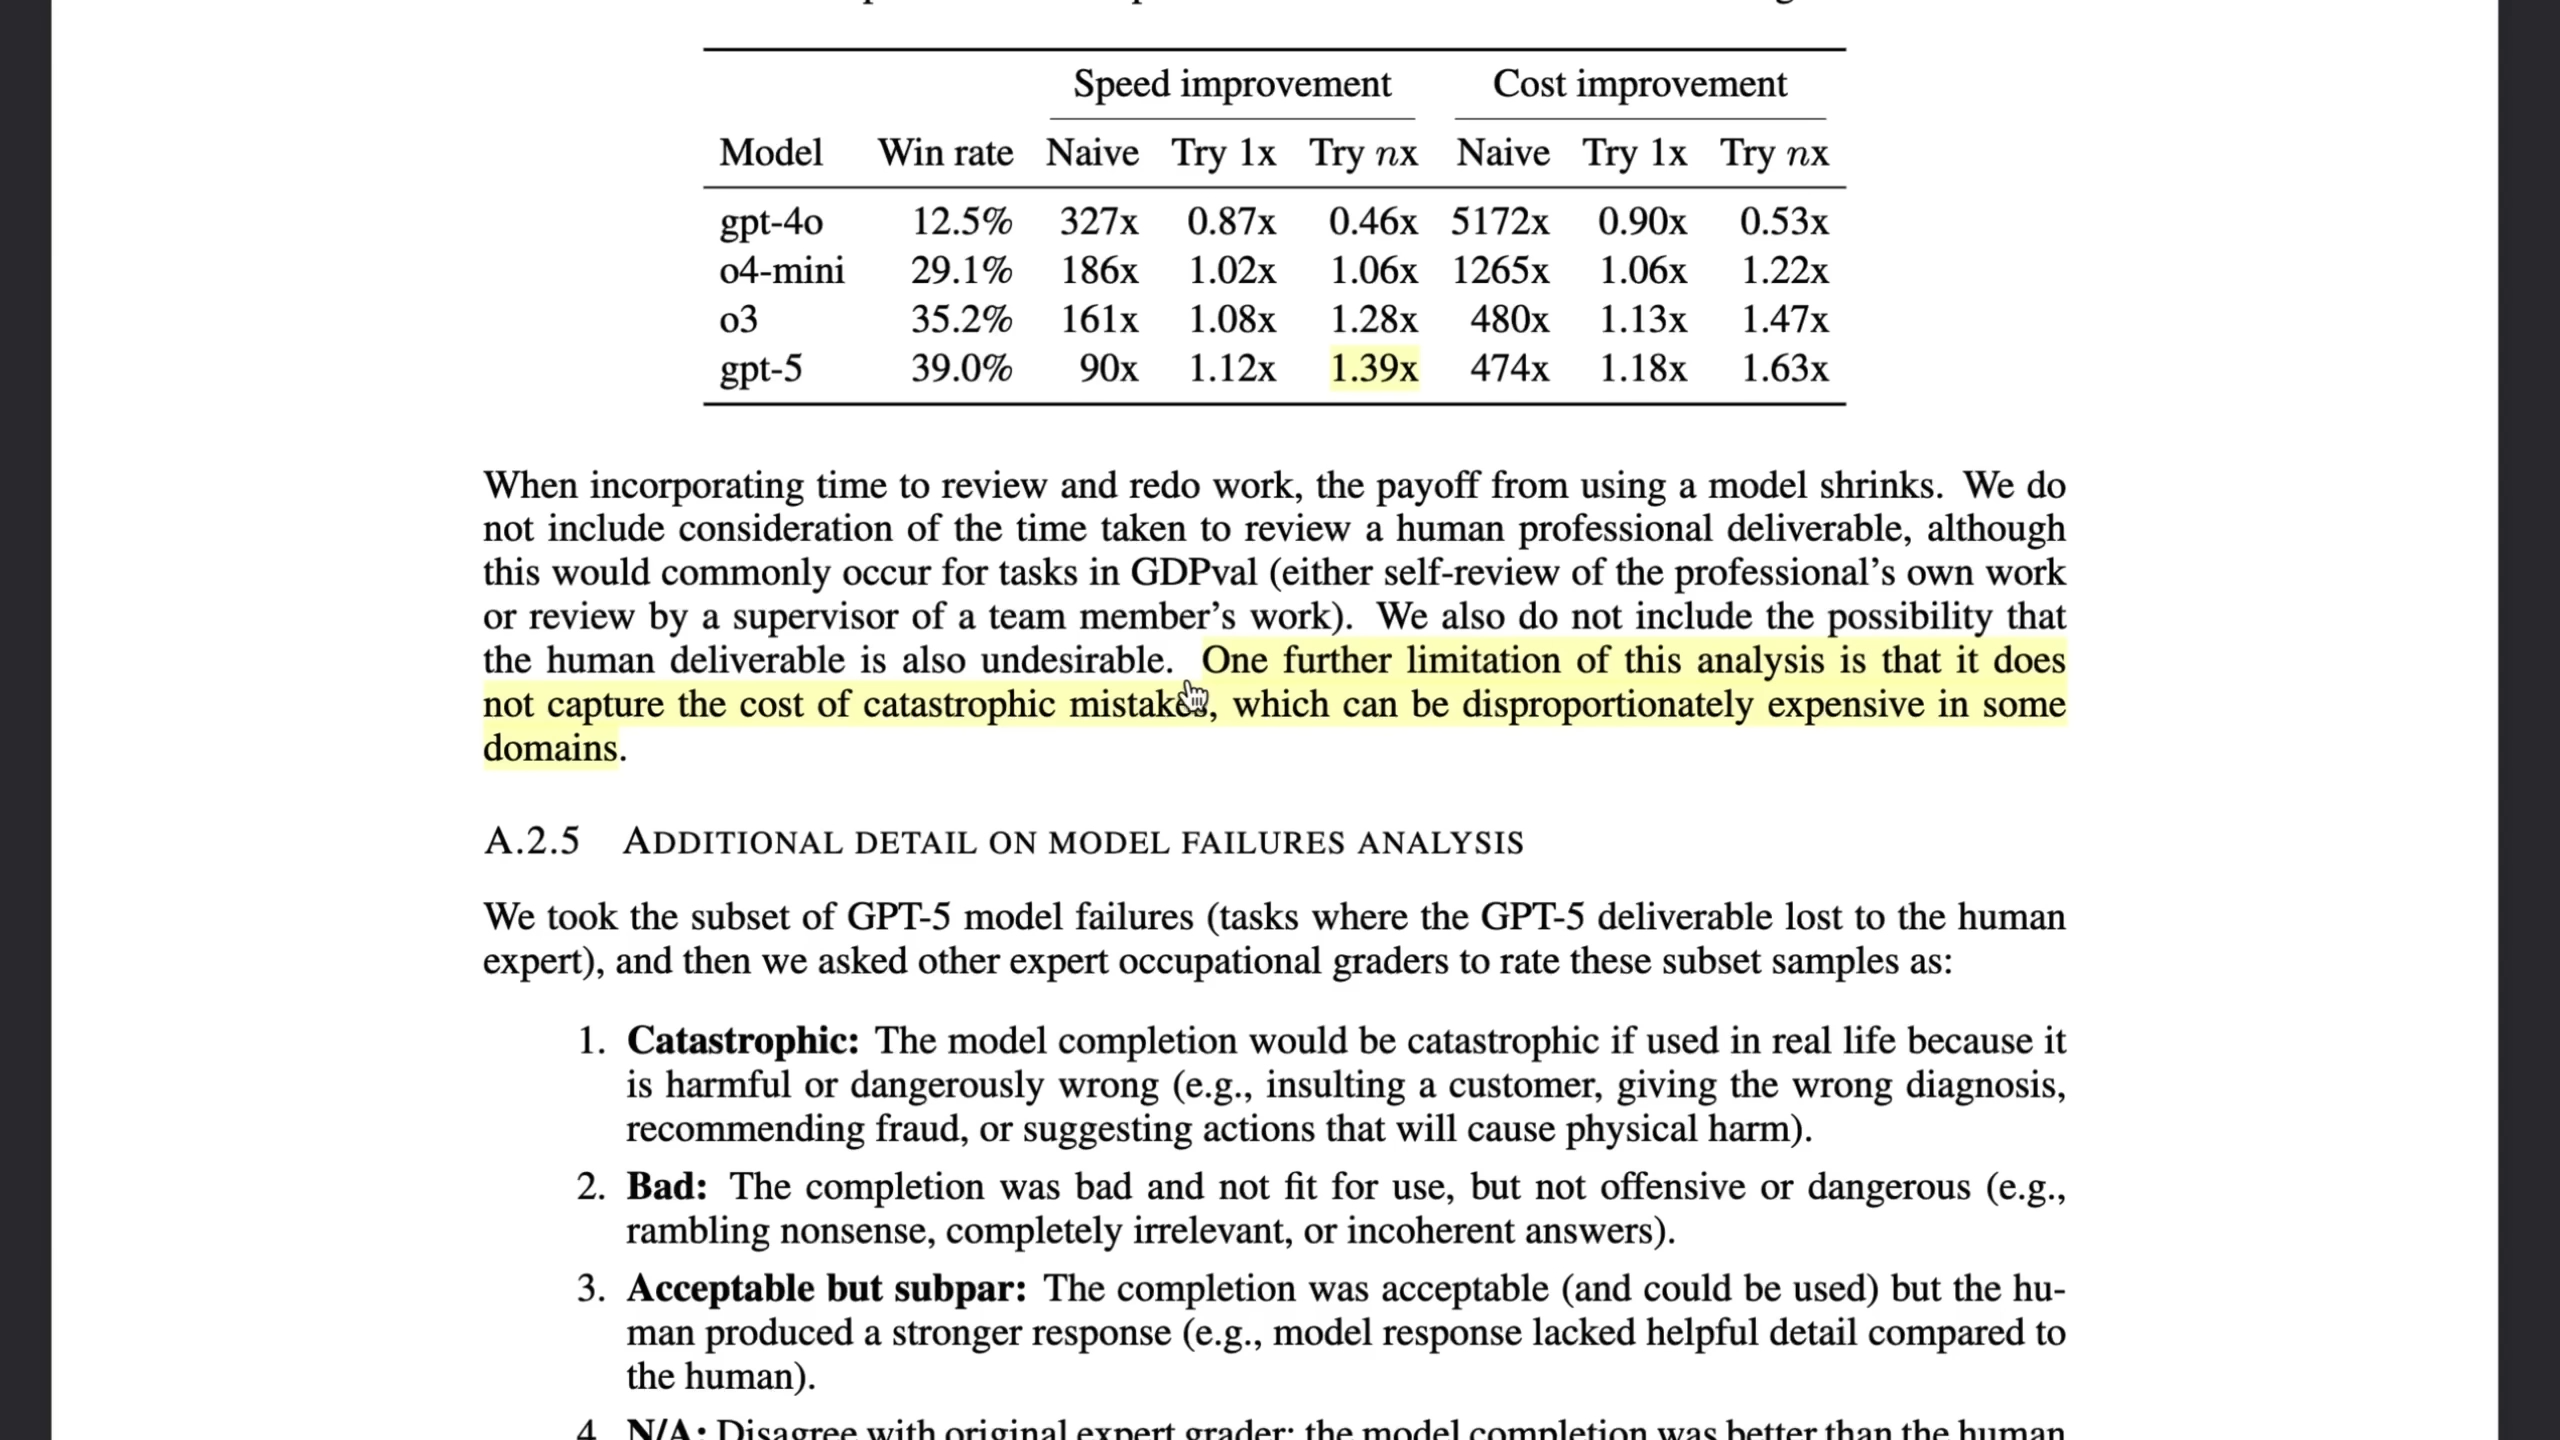 Speed improvement Cost improvement
Model Win rate Naive Try 1x Try nx Naive Try 1x Try nx
gpt-4o 12.5% 327x 0.87x 0.46x 5172x 0.90x 0.53x
o4-mini 29.1% 186x 1.02x 1.06x 1265x 1.06x 1.22x
o3 35.2% 161x 1.08x 1.28x 480x 1.13x 1.47x
gpt-5 39.0% 90x 1.12x 1.39x 474x 1.18x 1.63x
When incorporating time to review and redo work, the payoff from using a model shrinks. We do
not include consideration of the time taken to review a human professional deliverable, although
this would commonly occur for tasks in GDPval (either self-review of the professional's own work
or review by a supervisor of a team member's work). We also do not include the possibility that
the human deliverable is also undesirable. One further limitation of this analysis is that it does
not capture the cost of catastrophic mistakes, which can be disproportionately expensive in some
domains.
A.2.5 ADDITIONAL DETAIL ON MODEL FAILURES ANALYSIS
We took the subset of GPT-5 model failures (tasks where the GPT-5 deliverable lost to the human
expert), and then we asked other expert occupational graders to rate these subset samples as:
1. Catastrophic: The model completion would be catastrophic if used in real life because it
is harmful or dangerously wrong (e.g., insulting a customer, giving the wrong diagnosis,
recommending fraud, or suggesting actions that will cause physical harm).
2. Bad: The completion was bad and not fit for use, but not offensive or dangerous (e.g.,
rambling nonsense, completely irrelevant, or incoherent answers).
3. Acceptable but subpar: The completion was acceptable (and could be used) but the hu-
man produced a stronger response (e.g., model response lacked helpful detail compared to
the human).
4. N/A: Disagree with original expert grader; the model completion was better than the human